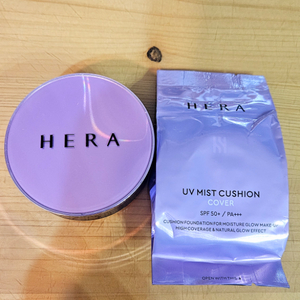 HERA
HERA
UV MIST CUSHION
COVER
SPF 50+ / PA+++
CUSHION FOUNDATION FOR MOISTURE GLOW MAKE UP
HIGH COVERAGE & NATURAL GLOW EFFECT